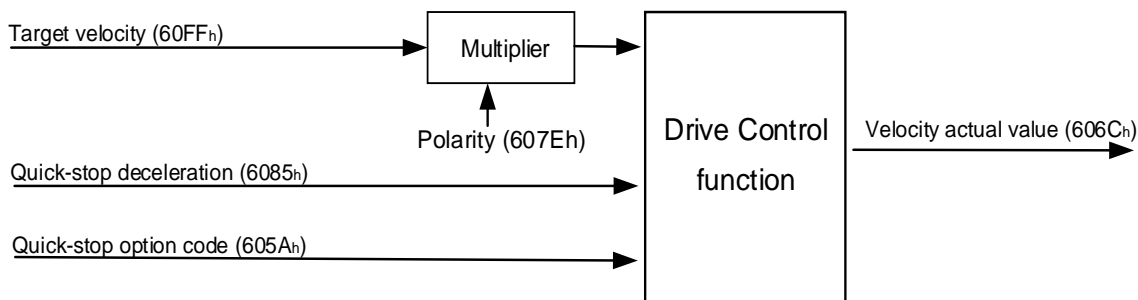 Target velocity (60FFh)
Multiplier
Polarity (607Eh)
Drive Control
function
Velocity actual value (606Ch)
Quick-stop deceleration (6085h)
Quick-stop option code (605Ah)